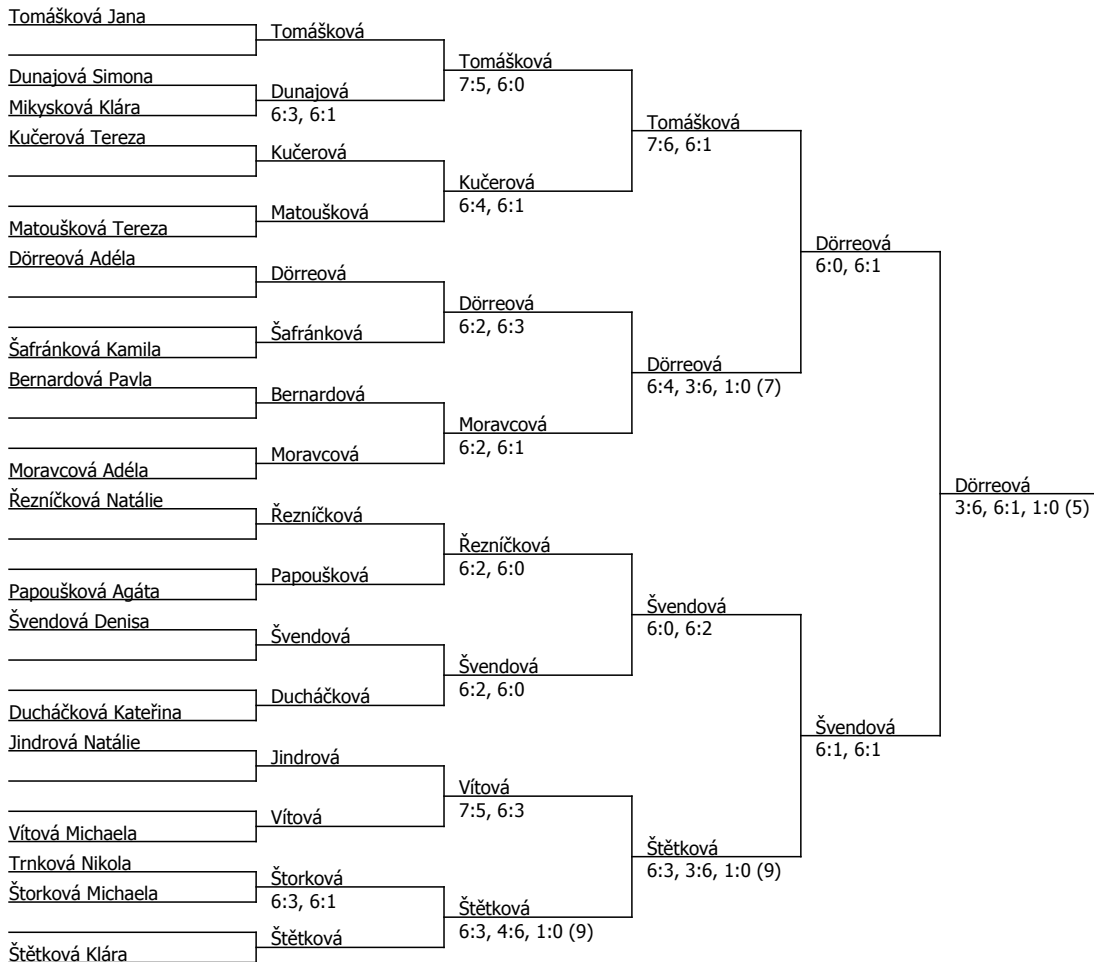 Tomášková Jana
Dunajová Simona
Mikysková Klára
Kučerová Tereza
Matoušková Tereza
Dörreová Adéla
Šafránková Kamila
Bernardová Pavla
Moravcová Adéla
Řezníčková Natálie
Papoušková Agáta
Švendová Denisa
Ducháčková Kateřina
Jindrová Natálie
Vítová Michaela
Trnková Nikola
Štorková Michaela
Štětková Klára
Tomášková
Dunajová
6:3, 6:1
Kučerová
Matoušková
Dörreová
Šafránková
Bernardová
Moravcová
Řezníčková
Papoušková
Švendová
Ducháčková
Jindrová
Vítová
Štorková
6:3, 6:1
Štětková
Tomášková
7:5, 6:0
Kučerová
6:4, 6:1
Dörreová
6:2, 6:3
Moravcová
6:2, 6:1
Řezníčková
6:2, 6:0
Švendová
6:2, 6:0
Vítová
7:5, 6:3
Štětková
6:3, 4:6, 1:0 (9)
Tomášková
7:6, 6:1
Dörreová
6:4, 3:6, 1:0 (7)
Švendová
6:0, 6:2
Štětková
6:3, 3:6, 1:0 (9)
Dörreová
6:0, 6:1
Švendová
6:1, 6:1
Dörreová
3:6, 6:1, 1:0 (5)